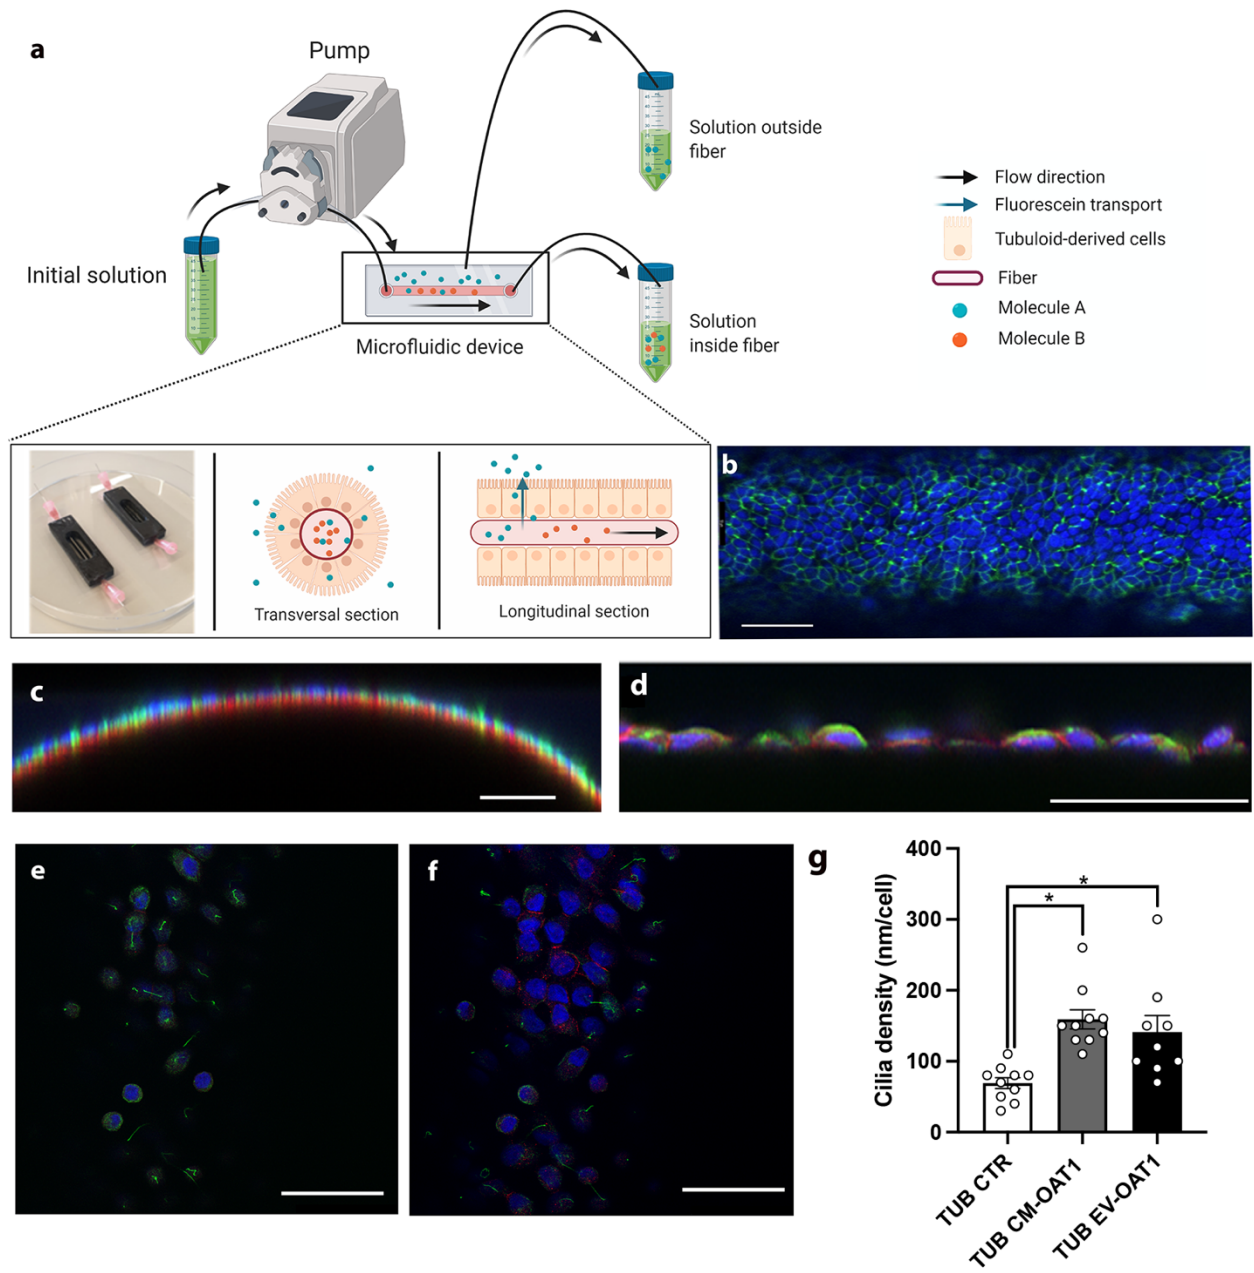 a
Pump
Solution outside
fiber
Flow direction
Fluorescein transport
Tubuloid-derived cells
Fiber
Molecule A
Molecule B
Initial solution
Solution
inside fiber
Microfluidic device
Transversal section
Longitudinal section
b
c
d
e
f
g
Cilia density (nm/cell)
400
300
200
100
0
*
*
TUB CTR
TUB CM-OAT1
TUB EV-OAT1